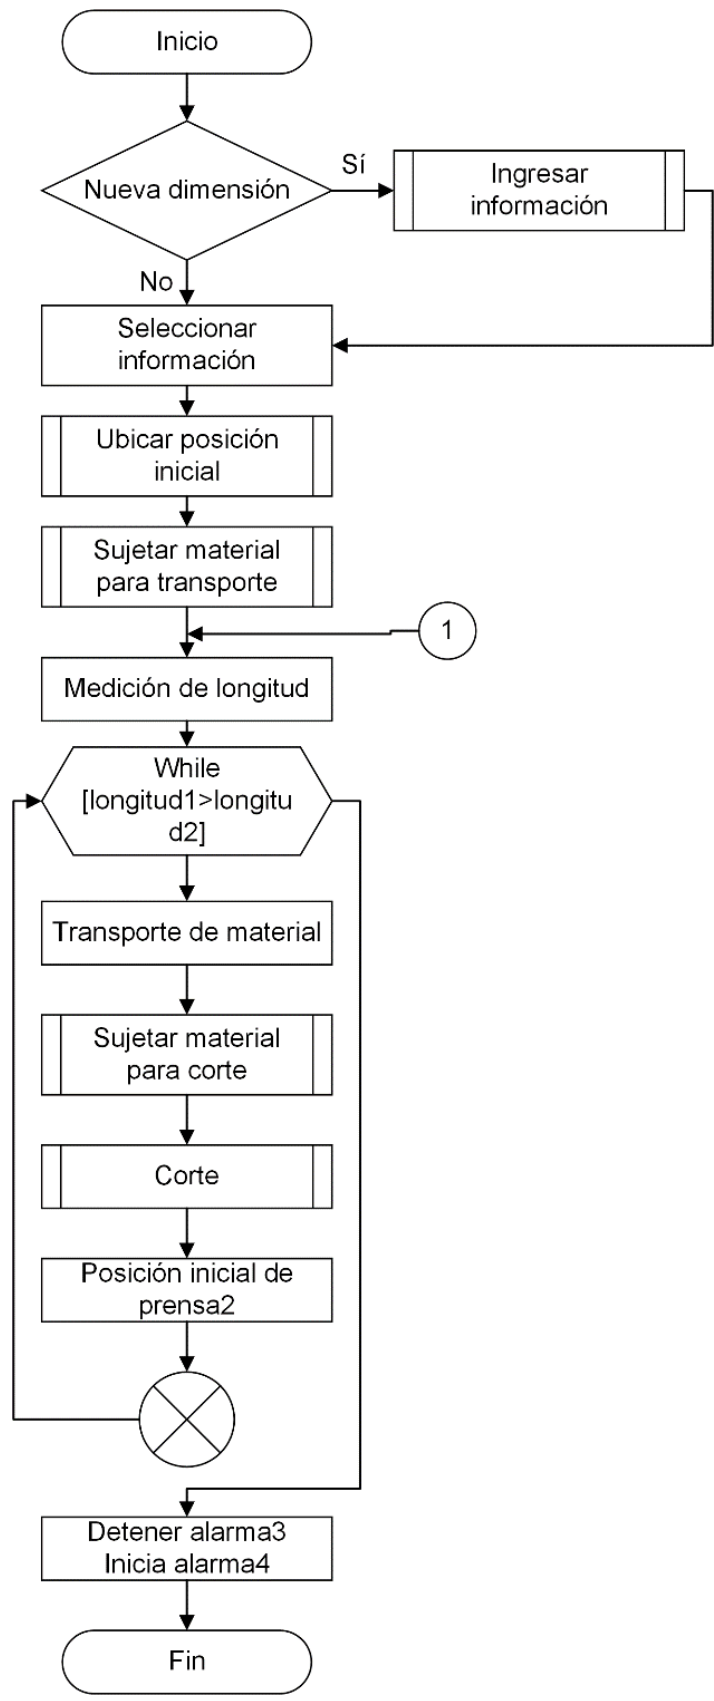 Inicio
Nueva dimensión
Sí
Ingresar
información
No
Seleccionar
información
Ubicar posición
inicial
Sujetar material
para transporte
1
Medición de longitud
While
[longitud1>longitu
d2]
Transporte de material
Sujetar material
para corte
Corte
Posición inicial de
prensa2
Detener alarma3
Inicia alarma4
Fin